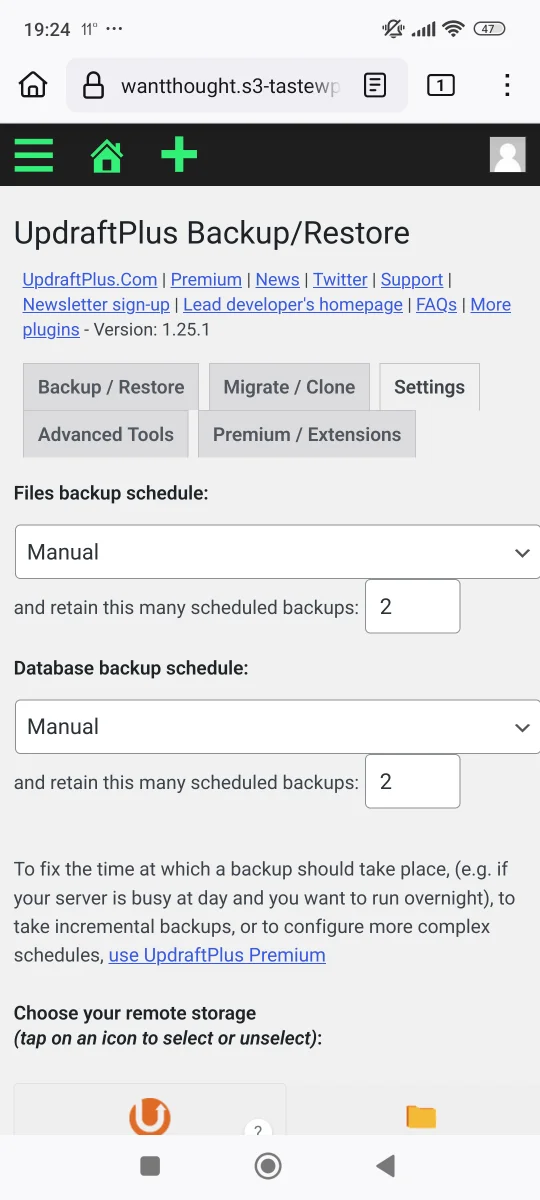 19:24 11° ···
47
wantthought.s3-tastewp
1
UpdraftPlus Backup/Restore
UpdraftPlus.Com | Premium | News | Twitter | Support |
Newsletter sign-up | Lead developer's homepage | FAQs | More
plugins - Version: 1.25.1
Backup / Restore Migrate / Clone Settings
Advanced Tools Premium / Extensions
Files backup schedule:
Manual
and retain this many scheduled backups: 2
Database backup schedule:
Manual
and retain this many scheduled backups: 2
To fix the time at which a backup should take place, (e.g. if
your server is busy at day and you want to run overnight), to
take incremental backups, or to configure more complex
schedules, use UpdraftPlus Premium
Choose your remote storage
(tap on an icon to select or unselect):
?